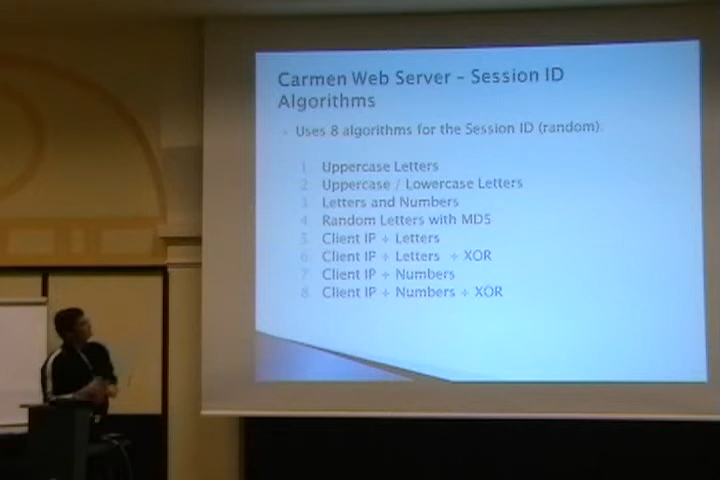 Carmen Web Server – Session ID
Algorithms
Uses 8 algorithms for the Session ID (random).
1. Uppercase Letters
2. Uppercase / Lowercase Letters
3. Letters and Numbers
4. Random Letters with MD5
5. Client IP + Letters
6. Client IP + Letters + XOR
7. Client IP + Numbers
8. Client IP + Numbers + XOR